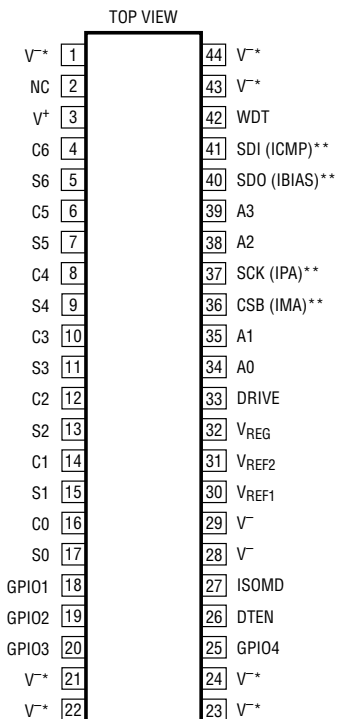 TOP VIEW
V–* 1
NC 2
V+ 3
C6 4
S6 5
C5 6
S5 7
C4 8
S4 9
C3 10
S3 11
C2 12
S2 13
C1 14
S1 15
C0 16
S0 17
GPIO1 18
GPIO2 19
GPIO3 20
V–* 21
V–* 22
44 V–*
43 V–*
42 WDT
41 SDI (ICMP)**
40 SDO (IBIAS)**
39 A3
38 A2
37 SCK (IPA)**
36 CSB (IMA)**
35 A1
34 A0
33 DRIVE
32 VREG
31 VREF2
30 VREF1
29 V–
28 V–
27 ISOMD
26 DTEN
25 GPIO4
24 V–*
23 V–*